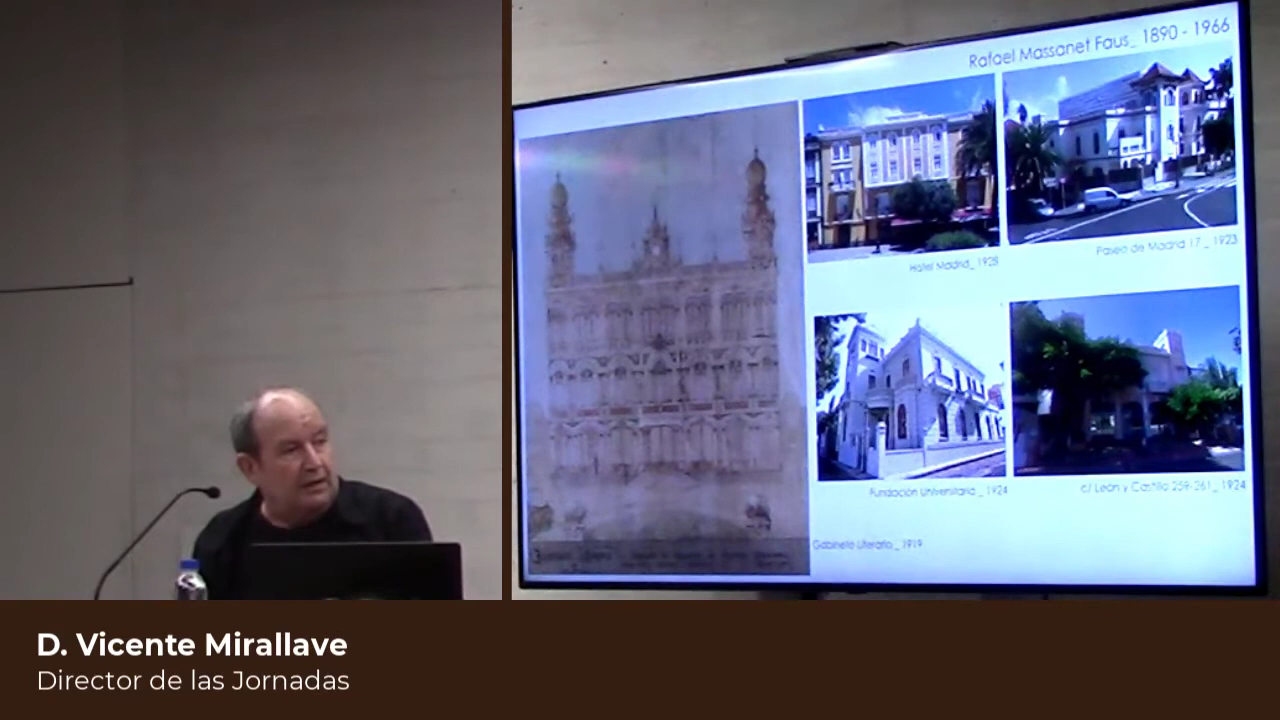 Rafael Massanet Faus_ 1890 - 1966
Hotel Madrid_ 1928
Paseo de Madrid 17 _ 1923
Fundación Universitaria _ 1924
c/ León y Castillo 259-261_ 1924
Gabinete Literario _ 1919
D. Vicente Mirallave
Director de las Jornadas